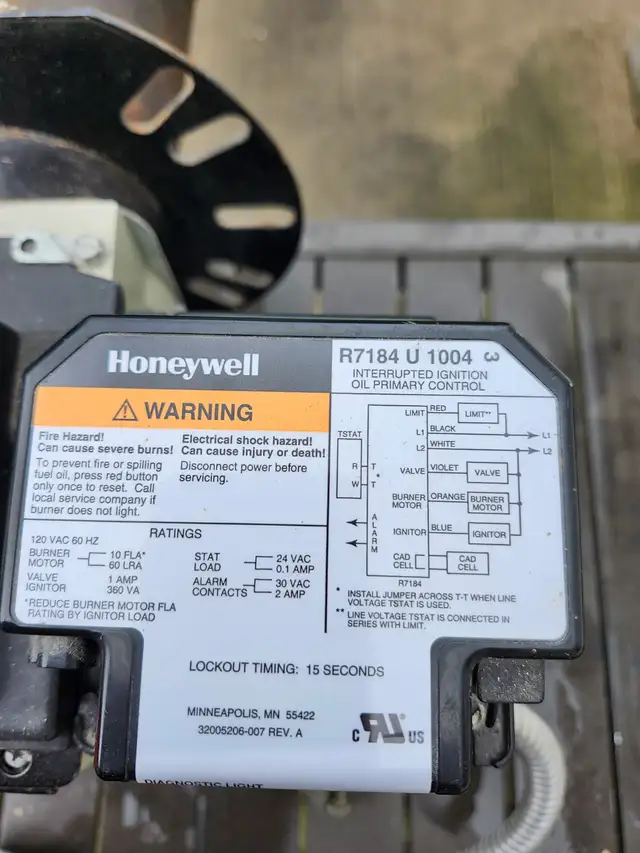 Honeywell
R7184 U 1004 3
INTERRUPTED IGNITION
OIL PRIMARY CONTROL
⚠ WARNING
Fire Hazard!
Can cause severe burns!
To prevent fire or spilling
fuel oil, press red button
only once to reset. Call
local service company if
burner does not light.
Electrical shock hazard!
Can cause injury or death!
Disconnect power before
servicing.
RATINGS
120 VAC 60 HZ
BURNER MOTOR 10 FLA*
60 LRA
VALVE 1 AMP
IGNITOR 360 VA
STAT LOAD 24 VAC
0.1 AMP
ALARM CONTACTS 30 VAC
2 AMP
*REDUCE BURNER MOTOR FLA
RATING BY IGNITOR LOAD
LIMIT RED LIMIT**
L1 BLACK L1
L2 WHITE L2
TSTAT
R T
W T
*
VALVE VIOLET VALVE
BURNER MOTOR ORANGE BURNER MOTOR
ALARM
IGNITOR BLUE IGNITOR
CAD CELL CAD CELL
R7184
* INSTALL JUMPER ACROSS T-T WHEN LINE
VOLTAGE TSTAT IS USED.
** LINE VOLTAGE TSTAT IS CONNECTED IN
SERIES WITH LIMIT.
LOCKOUT TIMING: 15 SECONDS
MINNEAPOLIS, MN 55422
32005206-007 REV. A
C RU ® US
DIAGNOSTIC LIGHT